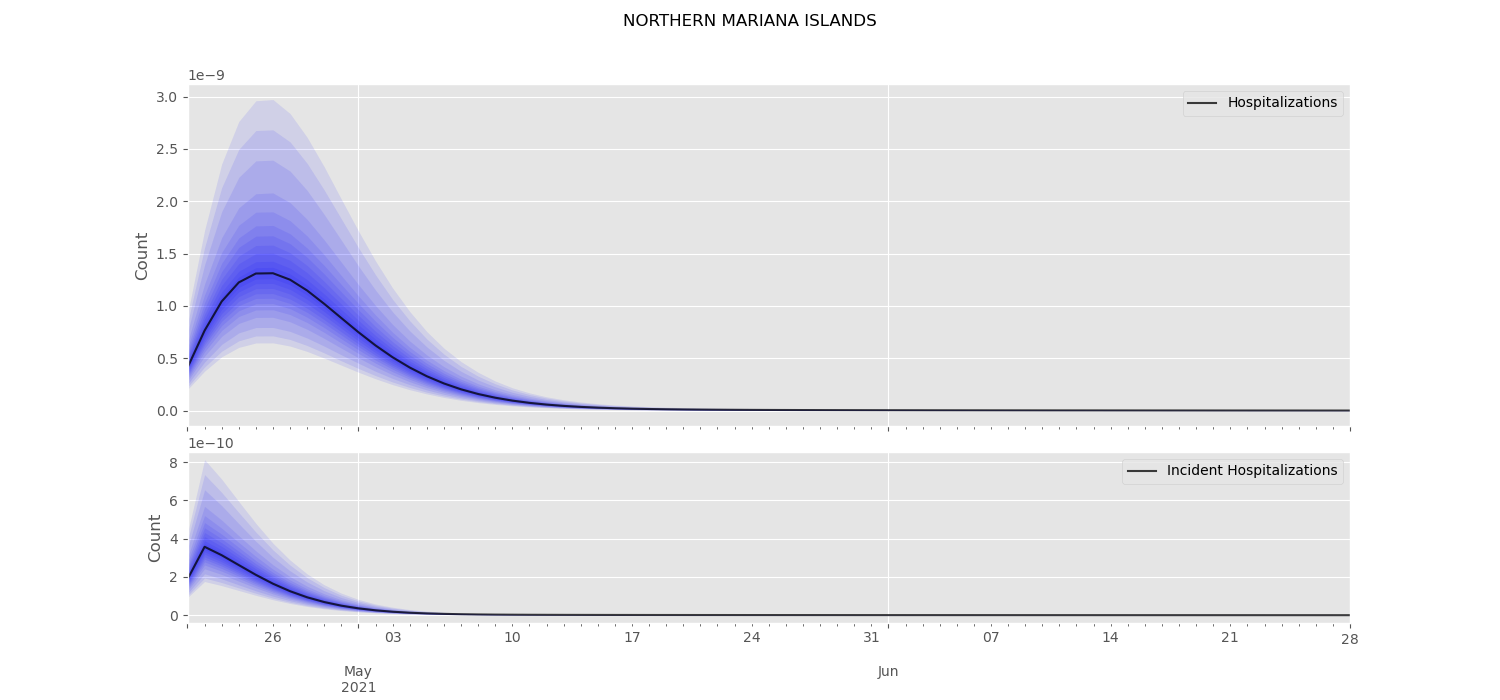 NORTHERN MARIANA ISLANDS
1e−9
3.0
2.5
2.0
1.5
1.0
0.5
0.0
Count
Hospitalizations
1e−10
8
6
4
2
0
Count
Incident Hospitalizations
26 03 10 17 24 31 07 14 21 28
May Jun
2021